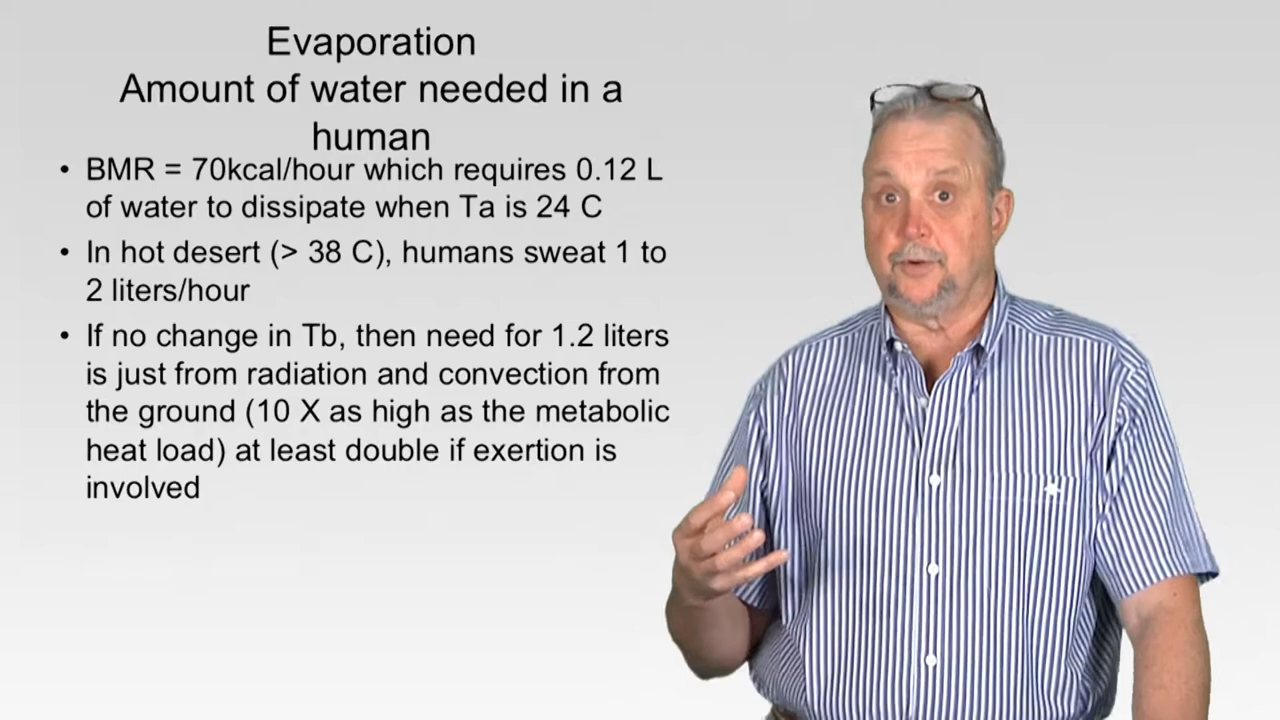 Evaporation
Amount of water needed in a
human
• BMR = 70kcal/hour which requires 0.12 L
of water to dissipate when Ta is 24 C
• In hot desert (> 38 C), humans sweat 1 to
2 liters/hour
• If no change in Tb, then need for 1.2 liters
is just from radiation and convection from
the ground (10 X as high as the metabolic
heat load) at least double if exertion is
involved